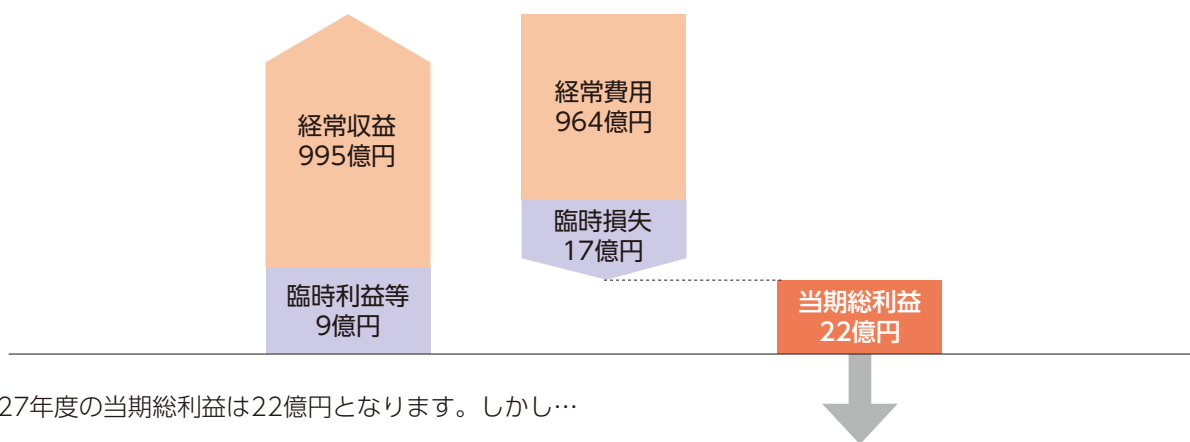 経常収益
995億円
臨時利益等
9億円
経常費用
964億円
臨時損失
17億円
当期総利益
22億円
27年度の当期総利益は22億円となります。しかし…